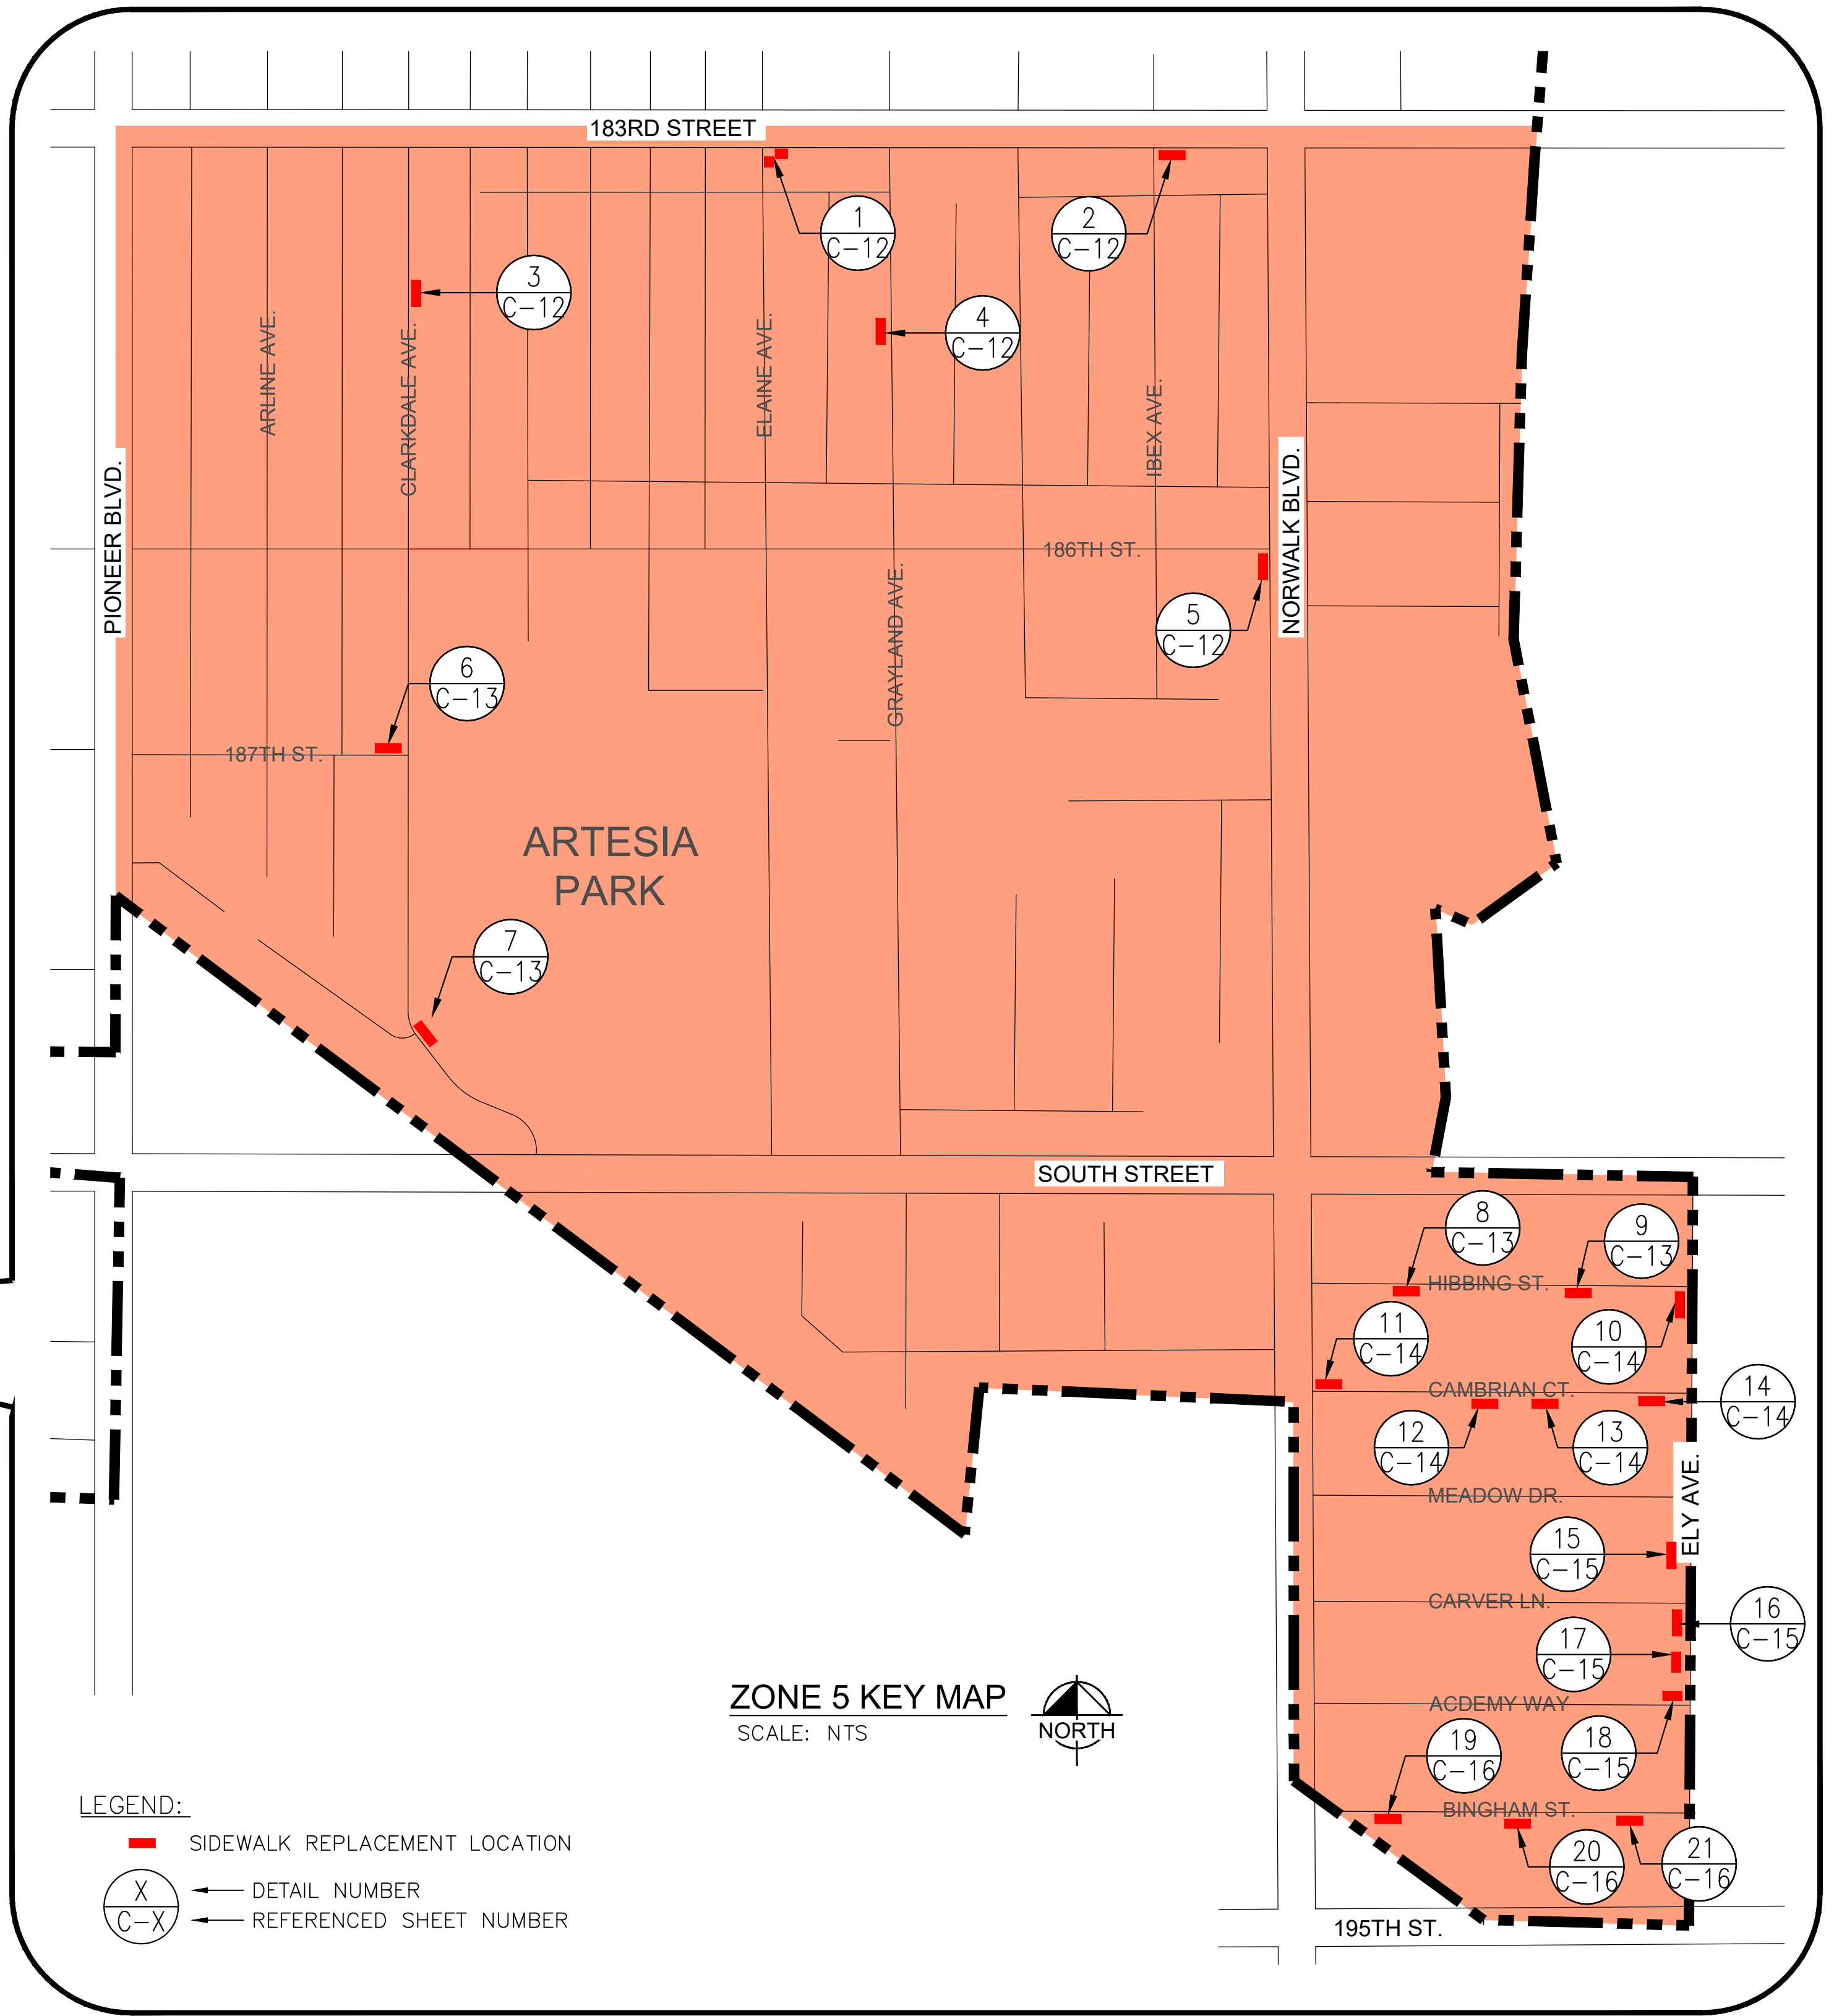 183RD STREET
1
C-12
2
C-12
3
C-12
4
C-12
ARLINE AVE.
CLARKDALE AVE.
ELAINE AVE.
IBEX AVE.
PIONEER BLVD.
NORWALK BLVD.
186TH ST.
GRAYLAND AVE.
5
C-12
6
C-13
187TH ST.
ARTESIA
PARK
7
C-13
SOUTH STREET
8
C-13
9
C-13
HIBBING ST.
11
C-14
10
C-14
CAMBRIAN CT.
14
C-14
12
C-14
13
C-14
MEADOW DR.
ELY AVE.
15
C-15
CARVER LN.
16
C-15
17
C-15
ACDEMY WAY
18
C-15
19
C-16
BINGHAM ST.
20
C-16
21
C-16
195TH ST.
ZONE 5 KEY MAP
SCALE: NTS
NORTH
LEGEND:
SIDEWALK REPLACEMENT LOCATION
X
C-X
DETAIL NUMBER
REFERENCED SHEET NUMBER